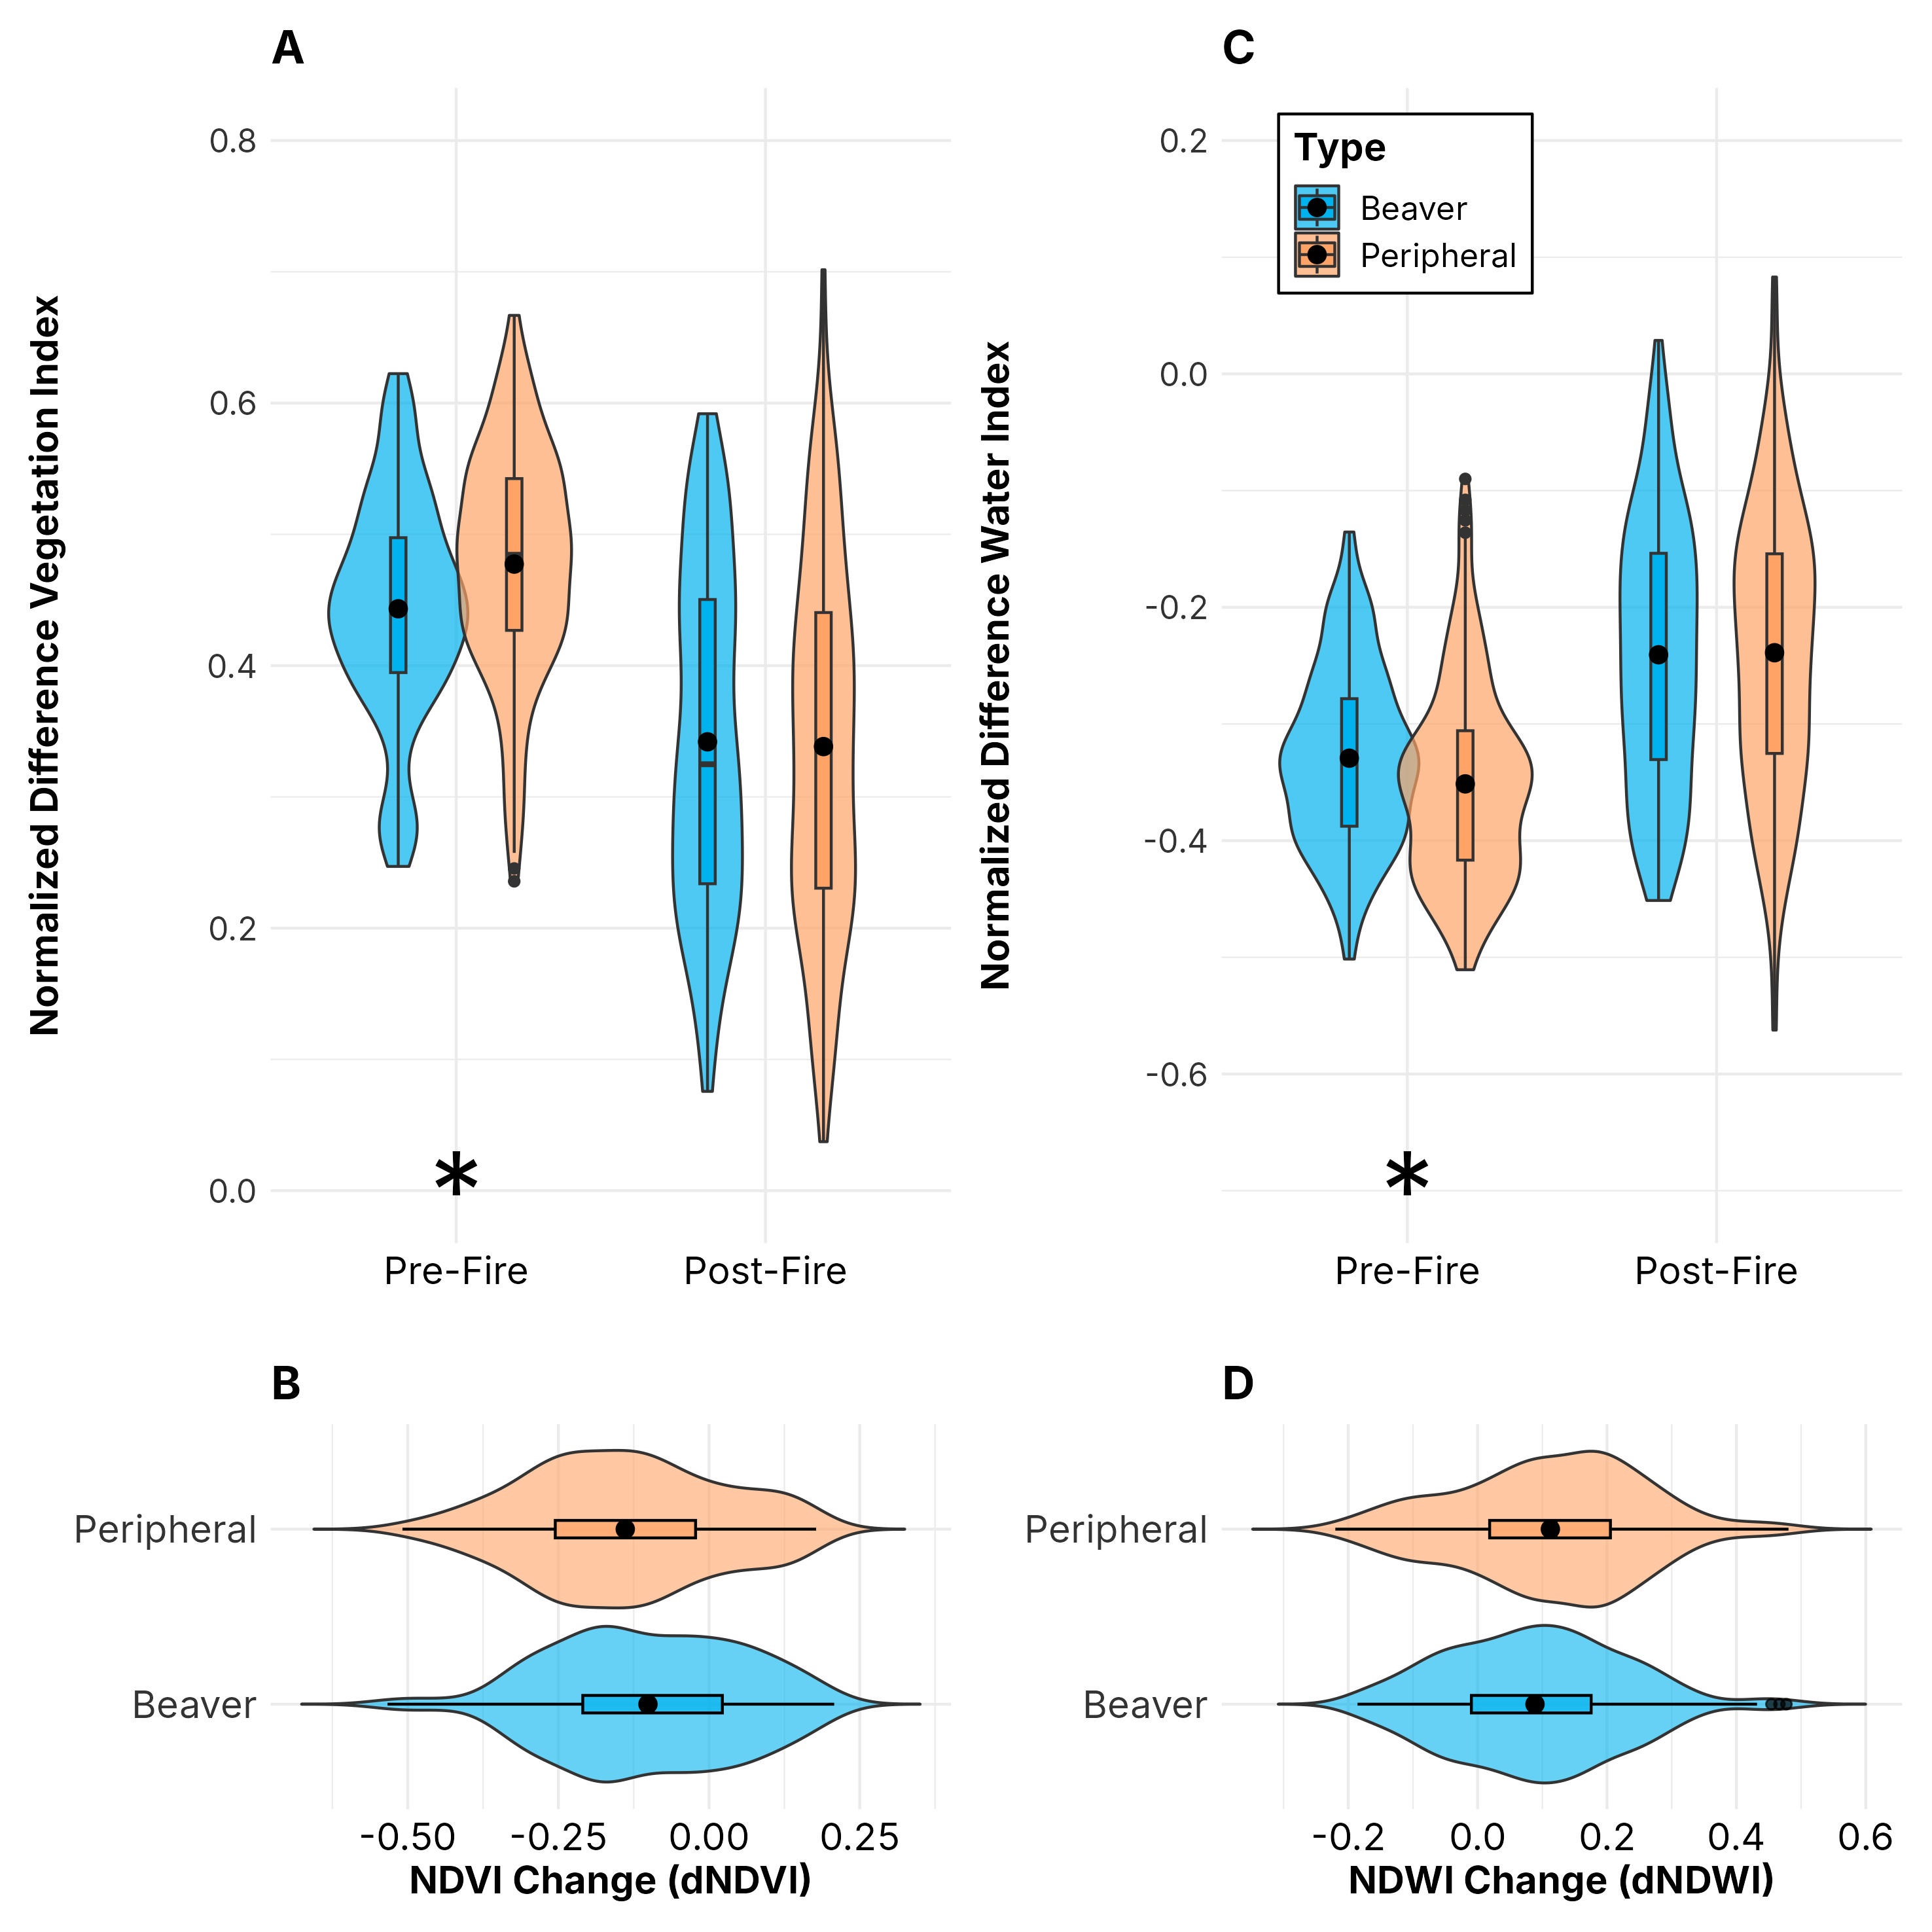 A
Normalized Difference Vegetation Index
0.8
0.6
0.4
0.2
0.0
*
Pre-Fire
Post-Fire
C
Normalized Difference Water Index
0.2
0.0
-0.2
-0.4
-0.6
Type
Beaver
Peripheral
*
Pre-Fire
Post-Fire
B
Peripheral
Beaver
-0.50 -0.25 0.00 0.25
NDVI Change (dNDVI)
D
Peripheral
Beaver
-0.2 0.0 0.2 0.4 0.6
NDWI Change (dNDWI)